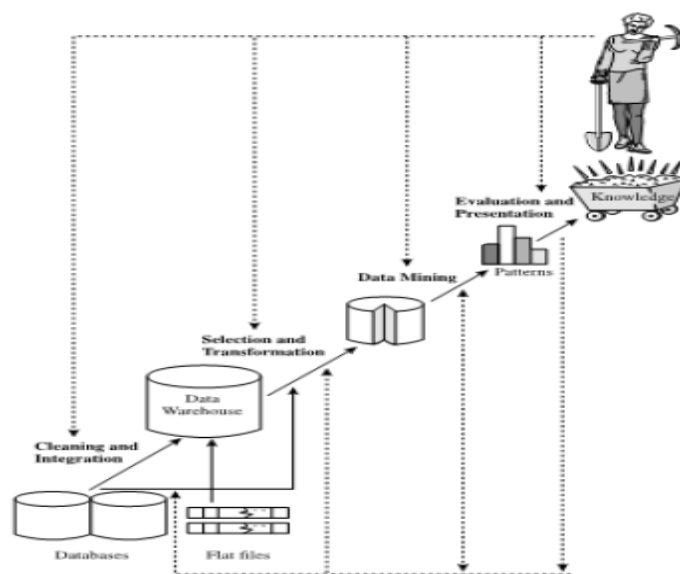 Knowledge
Evaluation and
Presentation
Patterns
Data Mining
Selection and
Transformation
Data
Warehouse
Cleaning and
Integration
Databases
Flat files